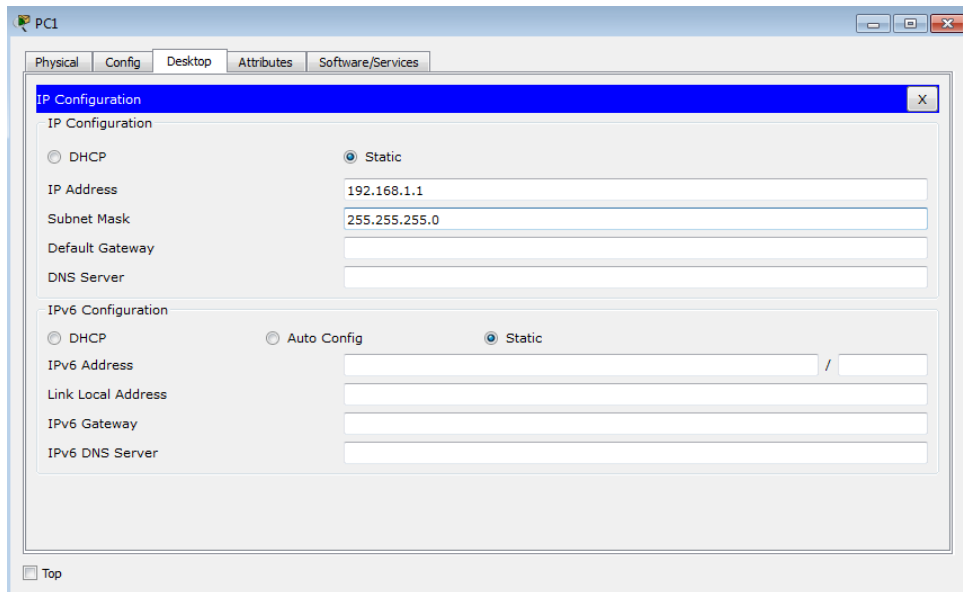 PC1
Physical Config Desktop Attributes Software/Services
IP Configuration X
IP Configuration
DHCP Static
IP Address 192.168.1.1
Subnet Mask 255.255.255.0
Default Gateway
DNS Server
IPv6 Configuration
DHCP Auto Config Static
IPv6 Address /
Link Local Address
IPv6 Gateway
IPv6 DNS Server
Top